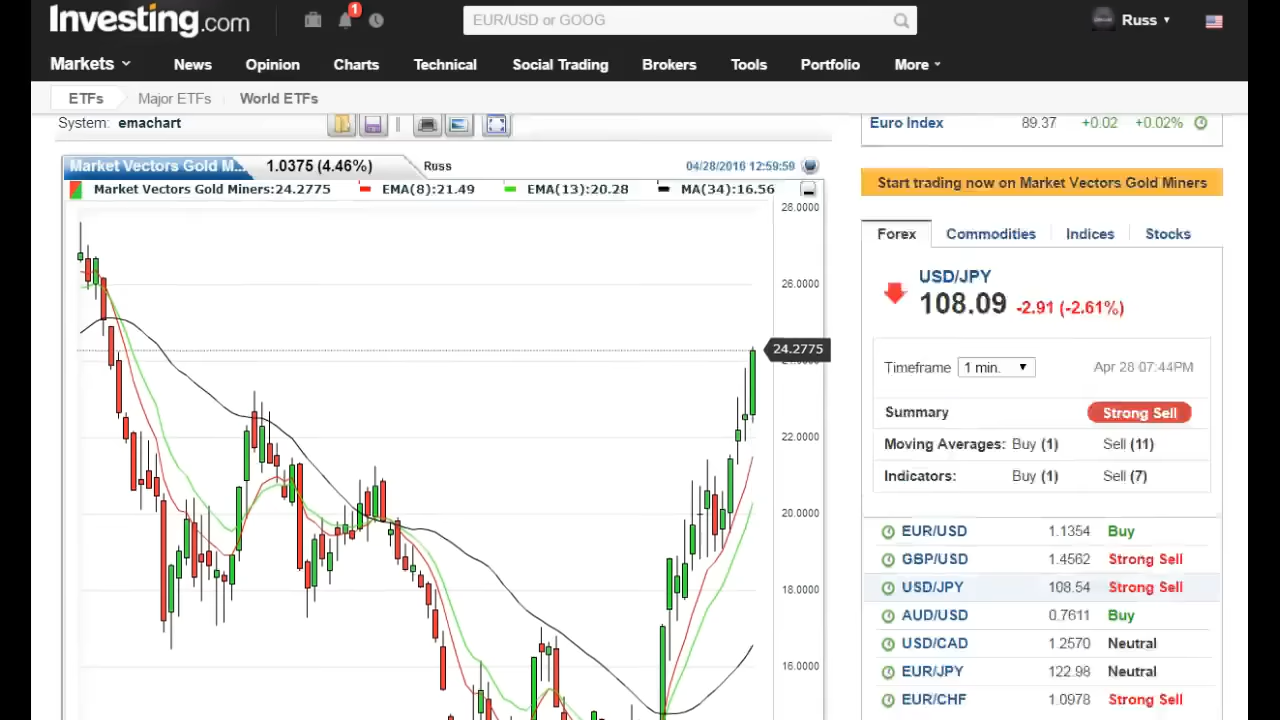 Investing.com
1
EUR/USD or GOOG
Russ
Markets
News
Opinion
Charts
Technical
Social Trading
Brokers
Tools
Portfolio
More
ETFs
Major ETFs
World ETFs
System: emachart
Market Vectors Gold M...
1.0375 (4.46%)
Russ
04/28/2016 12:59:59
Market Vectors Gold Miners:24.2775
EMA(8):21.49
EMA(13):20.28
MA(34):16.56
28.0000
26.0000
24.2775
22.0000
20.0000
18.0000
16.0000
Euro Index 89.37 +0.02 +0.02%
Start trading now on Market Vectors Gold Miners
Forex
Commodities
Indices
Stocks
USD/JPY
108.09 -2.91 (-2.61%)
Timeframe 1 min. Apr 28 07:44PM
Summary Strong Sell
Moving Averages: Buy (1) Sell (11)
Indicators: Buy (1) Sell (7)
EUR/USD 1.1354 Buy
GBP/USD 1.4562 Strong Sell
USD/JPY 108.54 Strong Sell
AUD/USD 0.7611 Buy
USD/CAD 1.2570 Neutral
EUR/JPY 122.98 Neutral
EUR/CHF 1.0978 Strong Sell